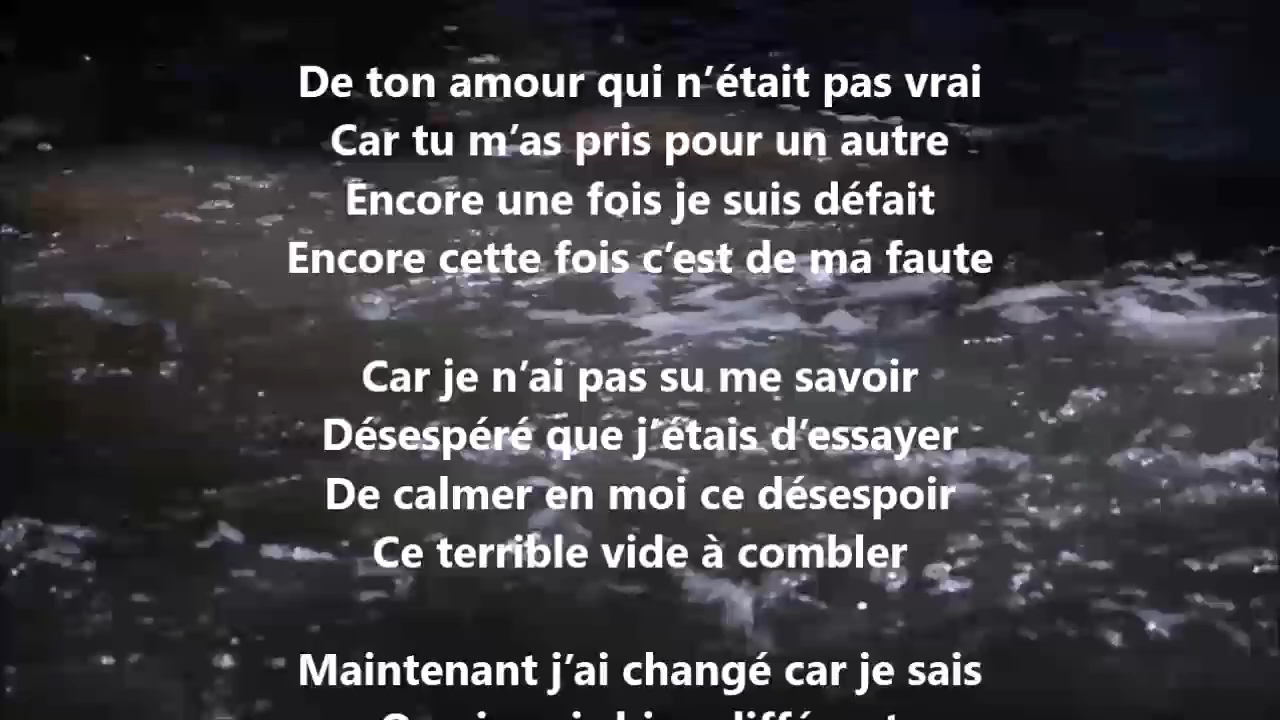 De ton amour qui n’était pas vrai
Car tu m’as pris pour un autre
Encore une fois je suis défait
Encore cette fois c’est de ma faute
Car je n’ai pas su me savoir
Désespéré que j’étais d’essayer
De calmer en moi ce désespoir
Ce terrible vide à combler
Maintenant j’ai changé car je sais